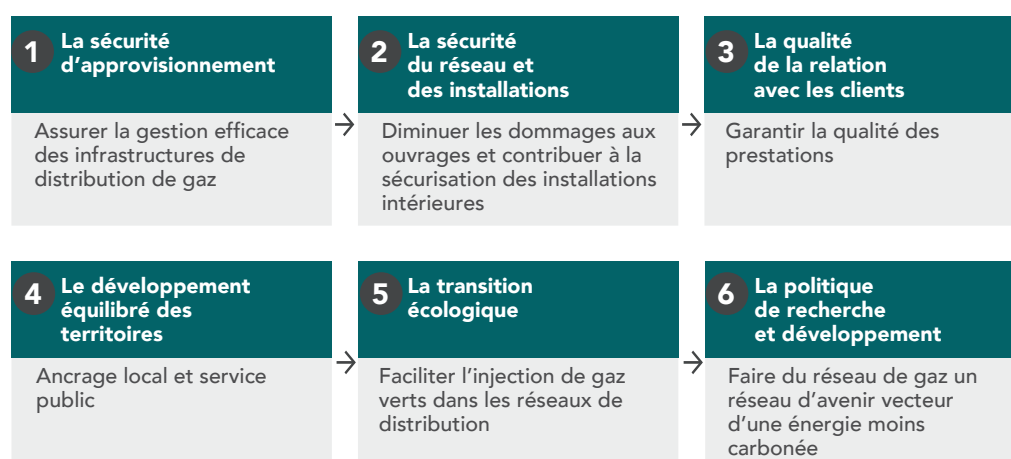 1
La sécurité
d’approvisionnement
Assurer la gestion efficace
des infrastructures de
distribution de gaz
2
La sécurité
du réseau et
des installations
Diminuer les dommages aux
ouvrages et contribuer à la
sécurisation des installations
intérieures
3
La qualité
de la relation
avec les clients
Garantir la qualité des
prestations
4
Le développement
équilibré des
territoires
Ancrage local et service
public
5
La transition
écologique
Faciliter l’injection de gaz
verts dans les réseaux de
distribution
6
La politique
de recherche
et développement
Faire du réseau de gaz un
réseau d’avenir vecteur
d’une énergie moins
carbonée